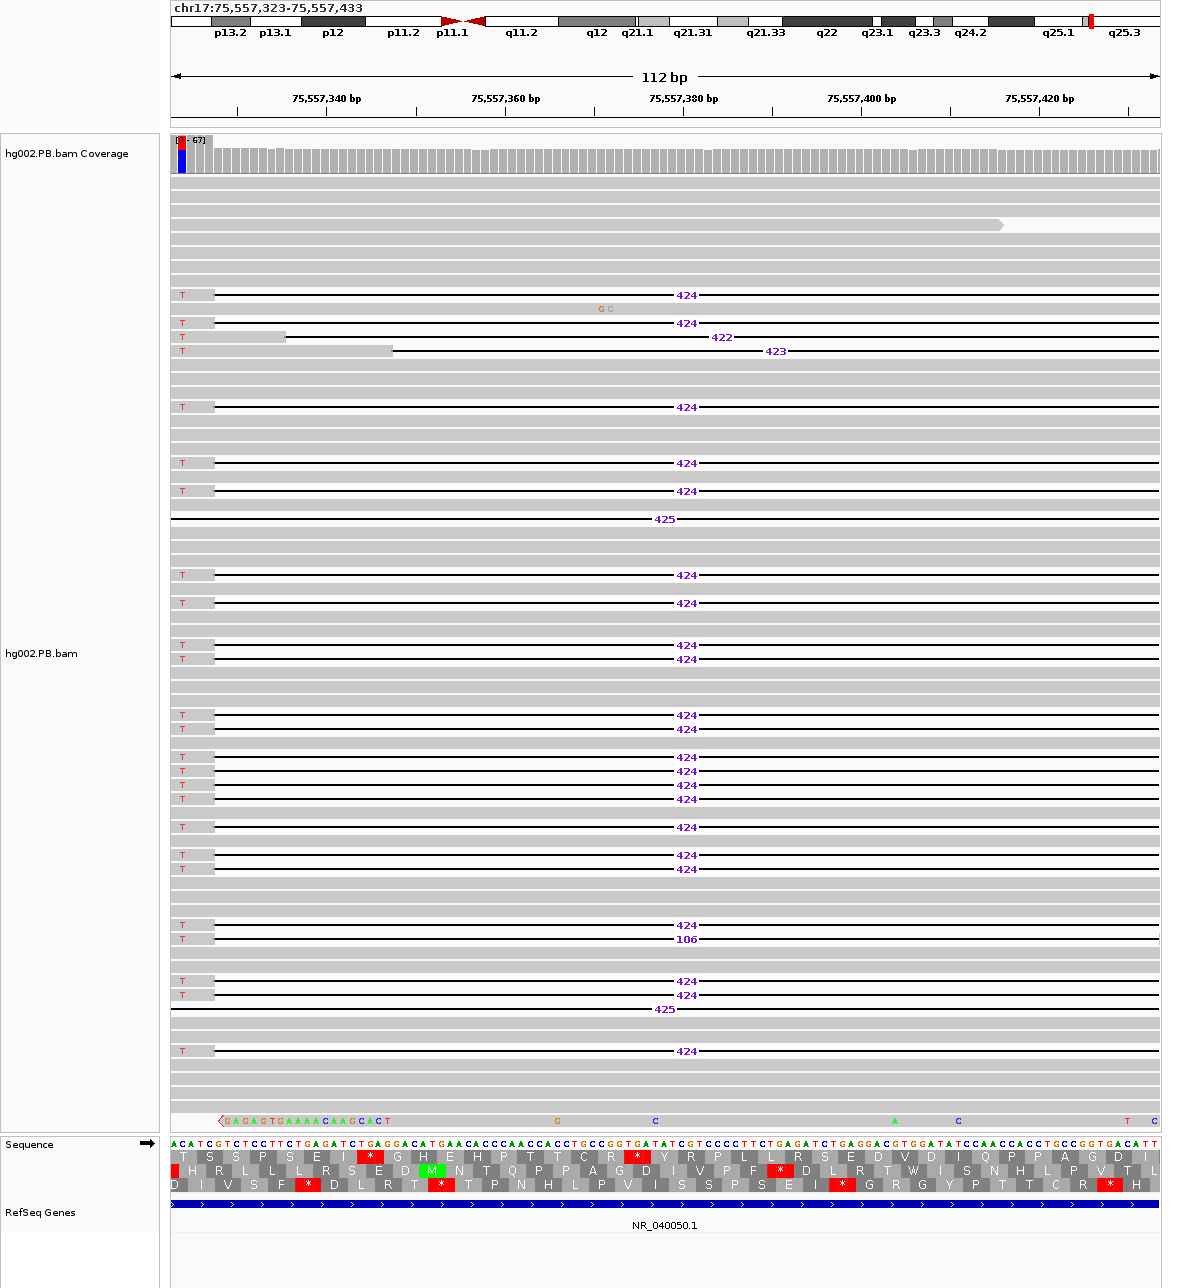 chr17:75,557,323-75,557,433
p13.2 p13.1 p12 p11.2 p11.1 q11.2 q12 q21.1 q21.31 q21.33 q22 q23.1 q23.3 q24.2 q25.1 q25.3
112 bp
75,557,340 bp 75,557,360 bp 75,557,380 bp 75,557,400 bp 75,557,420 bp
hg002.PB.bam Coverage
T 424
G C
T 424
T 422
T 423
T 424
T 424
T 424
425
T 424
T 424
T 424
T 424
hg002.PB.bam
T 424
T 424
T 424
T 424
T 424
T 424
T 424
T 424
T 424
T 424
T 106
T 424
T 424
425
T 424
G A G A G T G A A A A C A A G C A C T G C A C T C
Sequence
ACATCGTCTCCTTCTGAGATCTGAGGACATGAACACCCAACCACCTGCCGGTGATATCGTCCCCTTCTGAGATCTGAGGACGTGGATATCCAACCACCTGCCGGTGACATT
T S S P S E I * G H E H P T T C R * Y R P L L R S E D V D I Q P P A G D I
H R L L L R S E D M N T Q P P A G D I V P F * D L R T W I S N H L P V T L
D I V S F * D L R T * T P N H L P V I S S P S E I * G R G Y P T T C R * H
RefSeq Genes
NR_040050.1